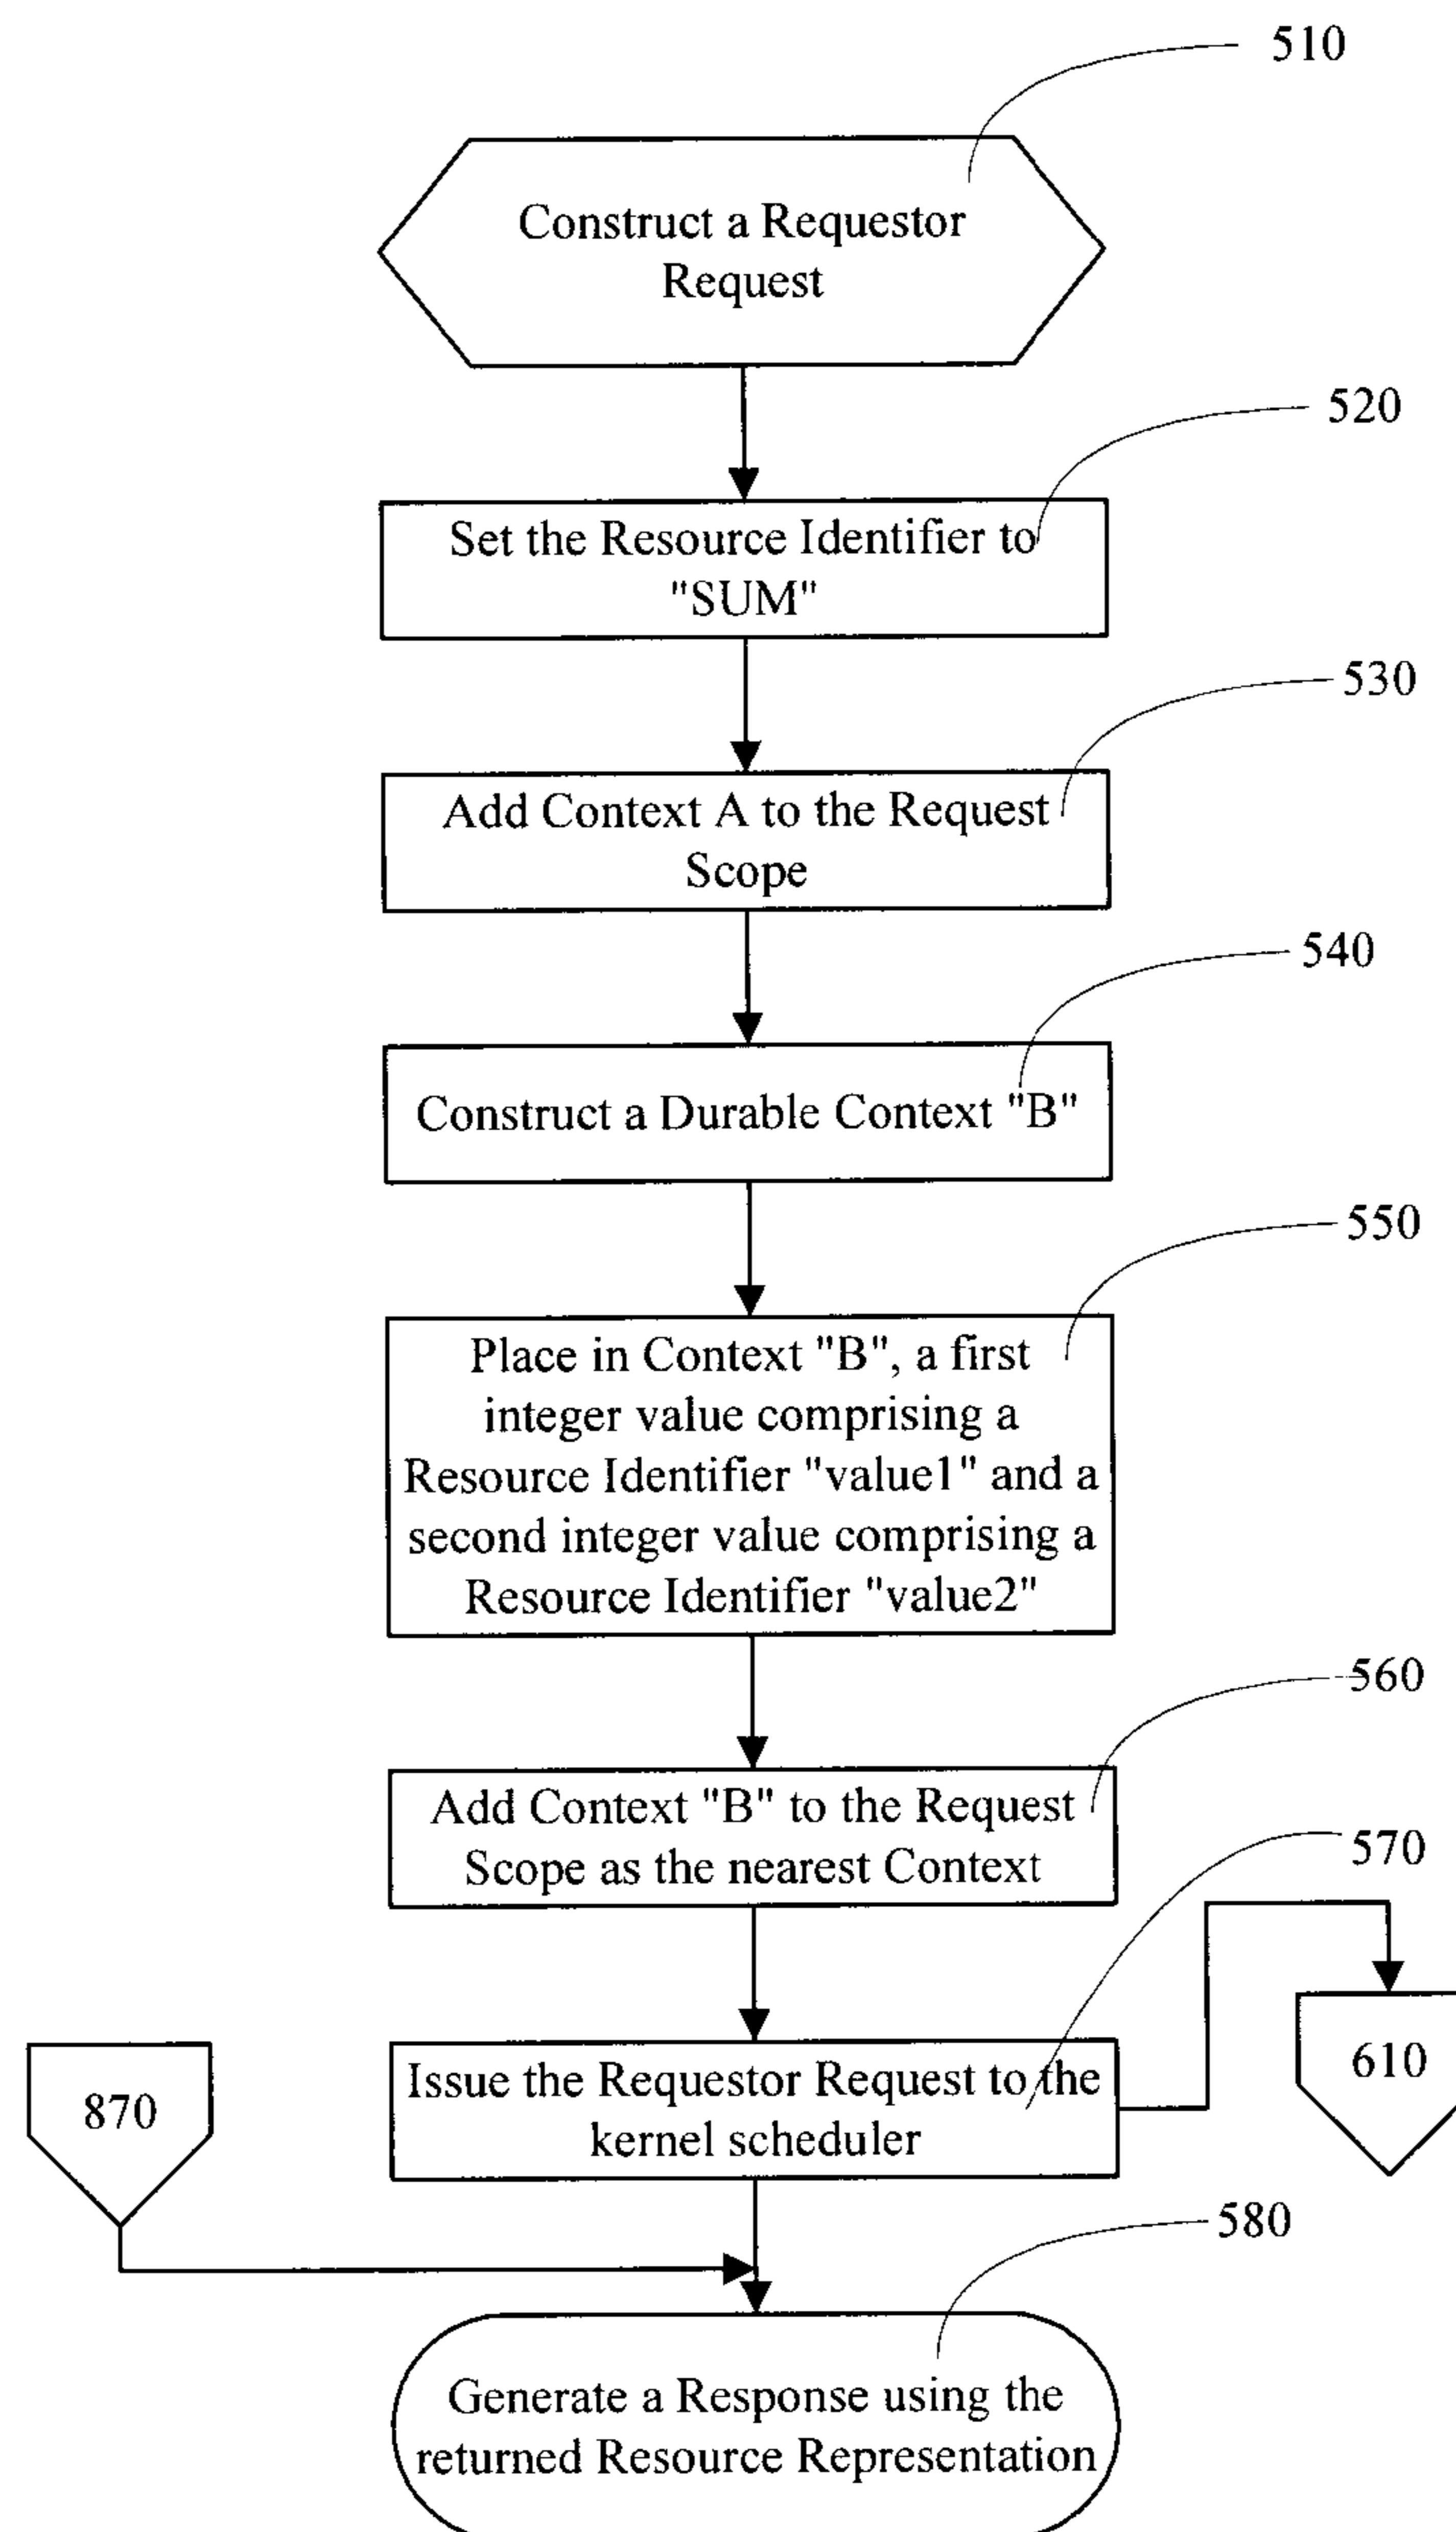 510
Construct a Requestor
Request
520
Set the Resource Identifier to
"SUM"
530
Add Context A to the Request
Scope
540
Construct a Durable Context "B"
550
Place in Context "B", a first
integer value comprising a
Resource Identifier "value1" and a
second integer value comprising a
Resource Identifier "value2"
560
Add Context "B" to the Request
Scope as the nearest Context
570
Issue the Requestor Request to the
kernel scheduler
610
870
580
Generate a Response using the
returned Resource Representation